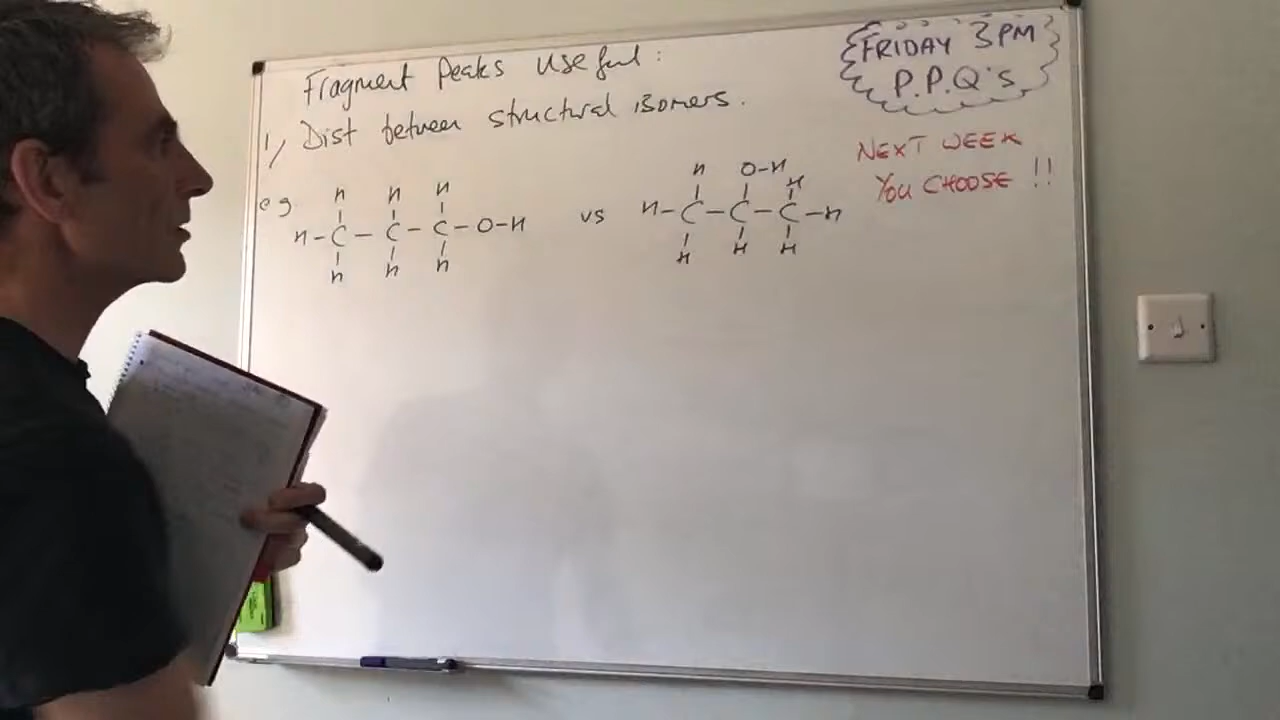 Fragment Peaks Useful:
1, Dist between structural isomers.
FRIDAY 3PM
P.P.Q's
NEXT WEEK
YOU CHOOSE !!
e.g.
H H H
H-C-C-C-O-H
H H H
vs
H O-H H
H-C-C-C-H
H H H